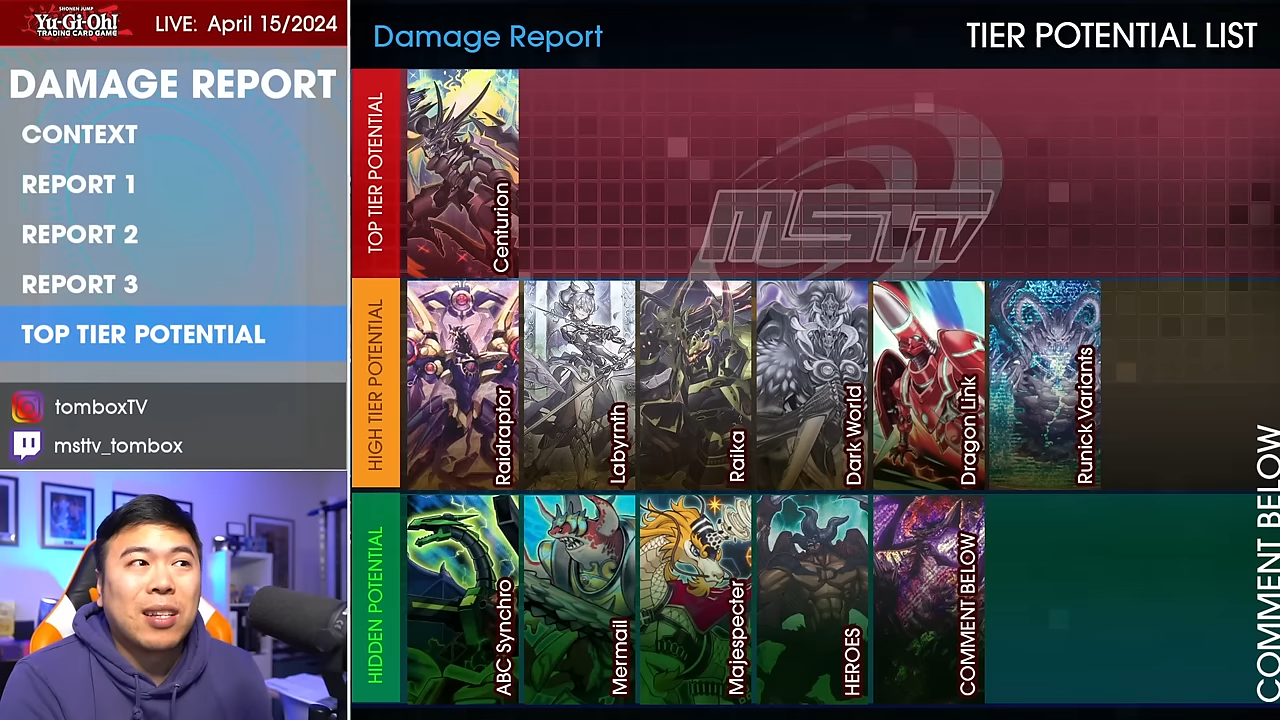 SHONEN JUMP
Yu-Gi-Oh!
TRADING CARD GAME
LIVE: April 15/2024
DAMAGE REPORT
CONTEXT
REPORT 1
REPORT 2
REPORT 3
TOP TIER POTENTIAL
tomboxTV
msttv_tombox
Damage Report
TIER POTENTIAL LIST
TOP TIER POTENTIAL
Centurion
MSTTV
HIGH TIER POTENTIAL
Raidraptor
Labyrnth
Raika
Dark World
Dragon Link
Runick Variants
HIDDEN POTENTIAL
ABC Synchro
Mermail
Majespecter
HEROES
COMMENT BELOW
COMMENT BELOW